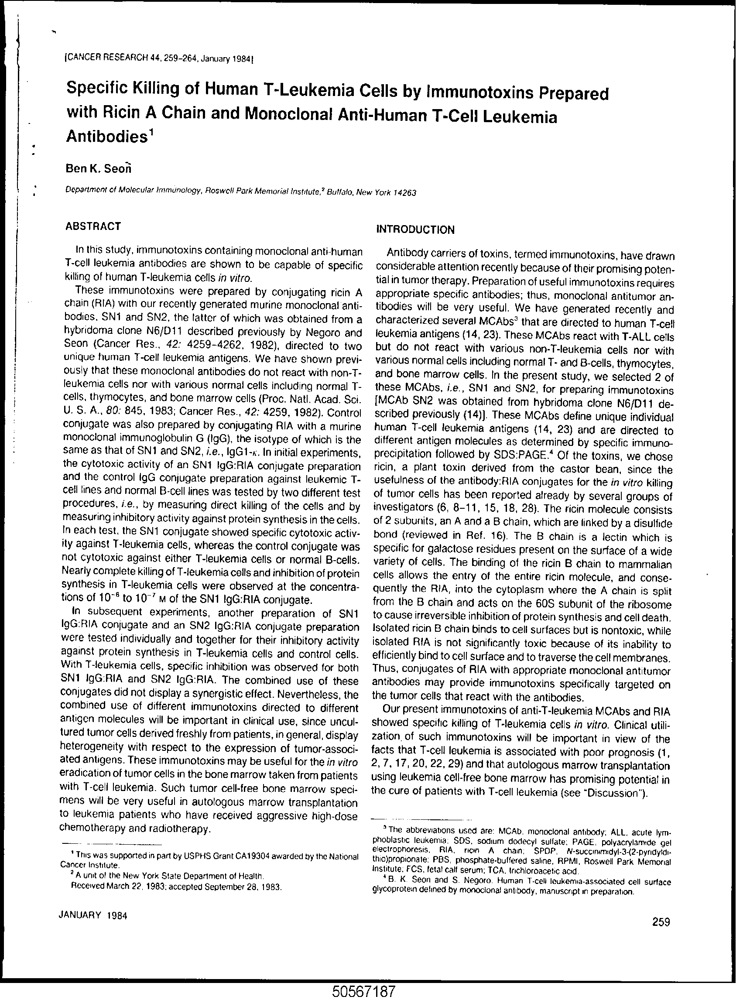 [CANCER RESEARCH 44, 259-264, January 1984]
Specific Killing of Human T-Leukemia Cells by Immunotoxins Prepared
with Ricin A Chain and Monoclonal Anti-Human T-Cell Leukemia
Antibodies¹
Ben K. Seon
Department of Molecular Immunology, Roswell Park Memorial Institute,² Buffalo, New York 14263
ABSTRACT
In this study, immunotoxins containing monoclonal anti-human
T-cell leukemia antibodies are shown to be capable of specific
killing of human T-leukemia cells in vitro.
These immunotoxins were prepared by conjugating ricin A
chain (RIA) with our recently generated murine monoclonal anti-
bodies, SN1 and SN2, the latter of which was obtained from a
hybridoma clone N6/D11 described previously by Negoro and
Seon (Cancer Res., 42: 4259-4262, 1982), directed to two
unique human T-cell leukemia antigens. We have shown previ-
ously that these monoclonal antibodies do not react with non-T-
leukemia cells nor with various normal cells including normal T-
cells, thymocytes, and bone marrow cells (Proc. Natl. Acad. Sci.
U. S. A., 80: 845, 1983; Cancer Res., 42: 4259, 1982). Control
conjugate was also prepared by conjugating RIA with a murine
monoclonal immunoglobulin G (IgG), the isotype of which is the
same as that of SN1 and SN2, i.e., IgG1-κ. In initial experiments,
the cytotoxic activity of an SN1 IgG:RIA conjugate preparation
and the control IgG conjugate preparation against leukemic T-
cell lines and normal B-cell lines was tested by two different test
procedures, i.e., by measuring direct killing of the cells and by
measuring inhibitory activity against protein synthesis in the cells.
In each test, the SN1 conjugate showed specific cytotoxic activ-
ity against T-leukemia cells, whereas the control conjugate was
not cytotoxic against either T-leukemia cells or normal B-cells.
Nearly complete killing of T-leukemia cells and inhibition of protein
synthesis in T-leukemia cells were observed at the concentra-
tions of 10⁻⁸ to 10⁻⁷ M of the SN1 IgG:RIA conjugate.
In subsequent experiments, another preparation of SN1
IgG:RIA conjugate and an SN2 IgG:RIA conjugate preparation
were tested individually and together for their inhibitory activity
against protein synthesis in T-leukemia cells and control cells.
With T-leukemia cells, specific inhibition was observed for both
SN1 IgG:RIA and SN2 IgG:RIA. The combined use of these
conjugates did not display a synergistic effect. Nevertheless, the
combined use of different immunotoxins directed to different
antigen molecules will be important in clinical use, since uncul-
tured tumor cells derived freshly from patients, in general, display
heterogeneity with respect to the expression of tumor-associ-
ated antigens. These immunotoxins may be useful for the in vitro
eradication of tumor cells in the bone marrow taken from patients
with T-cell leukemia. Such tumor cell-free bone marrow speci-
mens will be very useful in autologous marrow transplantation
to leukemia patients who have received aggressive high-dose
chemotherapy and radiotherapy.
¹ This was supported in part by USPHS Grant CA19304 awarded by the National
Cancer Institute.
² A unit of the New York State Department of Health.
Received March 22, 1983; accepted September 28, 1983.
INTRODUCTION
Antibody carriers of toxins, termed immunotoxins, have drawn
considerable attention recently because of their promising poten-
tial in tumor therapy. Preparation of useful immunotoxins requires
appropriate specific antibodies; thus, monoclonal antitumor an-
tibodies will be very useful. We have generated recently and
characterized several MCAbs³ that are directed to human T-cell
leukemia antigens (14, 23). These MCAbs react with T-ALL cells
but do not react with various non-T-leukemia cells nor with
various normal cells including normal T- and B-cells, thymocytes,
and bone marrow cells. In the present study, we selected 2 of
these MCAbs, i.e., SN1 and SN2, for preparing immunotoxins
[MCAb SN2 was obtained from hybridoma clone N6/D11 de-
scribed previously (14)]. These MCAbs define unique individual
human T-cell leukemia antigens (14, 23) and are directed to
different antigen molecules as determined by specific immuno-
precipitation followed by SDS:PAGE.⁴ Of the toxins, we chose
ricin, a plant toxin derived from the castor bean, since the
usefulness of the antibody:RIA conjugates for the in vitro killing
of tumor cells has been reported already by several groups of
investigators (6, 8-11, 15, 18, 28). The ricin molecule consists
of 2 subunits, an A and a B chain, which are linked by a disulfide
bond (reviewed in Ref. 16). The B chain is a lectin which is
specific for galactose residues present on the surface of a wide
variety of cells. The binding of the ricin B chain to mammalian
cells allows the entry of the entire ricin molecule, and conse-
quently the RIA, into the cytoplasm where the A chain is split
from the B chain and acts on the 60S subunit of the ribosome
to cause irreversible inhibition of protein synthesis and cell death.
Isolated ricin B chain binds to cell surfaces but is nontoxic, while
isolated RIA is not significantly toxic because of its inability to
efficiently bind to cell surface and to traverse the cell membranes.
Thus, conjugates of RIA with appropriate monoclonal antitumor
antibodies may provide immunotoxins specifically targeted on
the tumor cells that react with the antibodies.
Our present immunotoxins of anti-T-leukemia MCAbs and RIA
showed specific killing of T-leukemia cells in vitro. Clinical utili-
zation of such immunotoxins will be important in view of the
facts that T-cell leukemia is associated with poor prognosis (1,
2, 7, 17, 20, 22, 29) and that autologous marrow transplantation
using leukemia cell-free bone marrow has promising potential in
the cure of patients with T-cell leukemia (see "Discussion").
³ The abbreviations used are: MCAb, monoclonal antibody; ALL, acute lym-
phoblastic leukemia; SDS, sodium dodecyl sulfate; PAGE, polyacrylamide gel
electrophoresis, RIA, ricin A chain; SPDP, N-succinimidyl-3-(2-pyridyldi-
thio)propionate; PBS, phosphate-buffered saline, RPMI, Roswell Park Memorial
Institute; FCS, fetal calf serum; TCA, trichloroacetic acid.
⁴ B. K. Seon and S. Negoro. Human T-cell leukemia-associated cell surface
glycoprotein defined by monoclonal antibody, manuscript in preparation.
JANUARY 1984
259
50567187